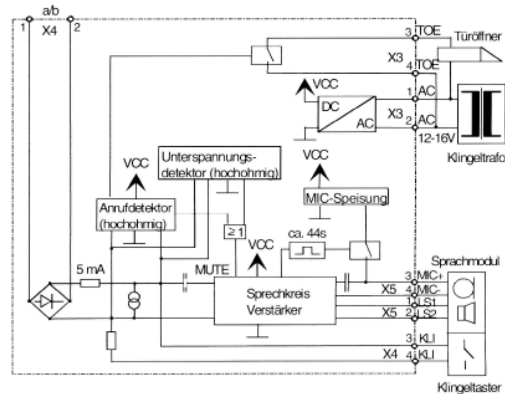 a/b
1 X4 2
3 TOE Türöffner
X3
4 TOE
VCC
DC 1 AC
X3
AC 2 AC
12-16V
Klingeltrafo
Unterspannungs-
detektor (hochohmig)
VCC
VCC
MIC-Speisung
Anrufdetektor
(hochohmig)
≥1
ca. 44s
VCC
Sprachmodul
5 mA
MUTE
3 MIC+
X5 4 MIC-
Sprechkreis
Verstärker
1 LS1
X5 2 LS2
3 KLI
X4 4 KLI
Klingeltaster